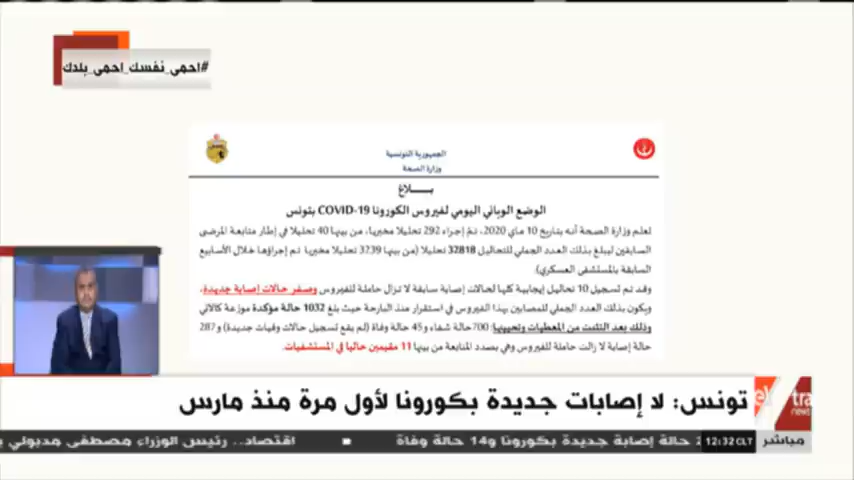 #احمى_نفسك_احمى_بلدك
الجمهورية التونسية
وزارة الصحة
بـــلاغ
الوضع الوبائي اليومي لفيروس الكورونا COVID-19 بتونس
تعلم وزارة الصحة أنه بتاريخ 10 ماي 2020، تم إجراء 292 تحليلا مخبريا، من بينها 40 تحليلا في إطار متابعة المرضى
السابقين ليبلغ بذلك العدد الجملي للتحاليل 32818 تحليلا (من بينها 3239 تحليلا مخبريا تم إجراؤها خلال الأسابيع
السابقة بالمستشفى العسكري).
وقد تم تسجيل 10 تحاليل إيجابية كلها لحالات إصابة سابقة لا تزال حاملة للفيروس وصفر حالات إصابة جديدة،
ويكون بذلك العدد الجملي للمصابين بهذا الفيروس في استقرار منذ البارحة حيث بلغ 1032 حالة مؤكدة موزعة كالآتي
وذلك بعد التثبت من المعطيات وتحيينها: 700 حالة شفاء و45 حالة وفاة (لم يقع تسجيل حالات وفيات جديدة) و287
حالة إصابة لا زالت حاملة للفيروس وهي بصدد المتابعة من بينها 11 مقيمين حاليا في المستشفيات.
تونس: لا إصابات جديدة بكورونا لأول مرة منذ مارس
extra
news
مباشر
12:32 CLT
حالة إصابة جديدة بكورونا و14 حالة وفاة ■ اقتصاد.. رئيس الوزراء مصطفى مدبولي